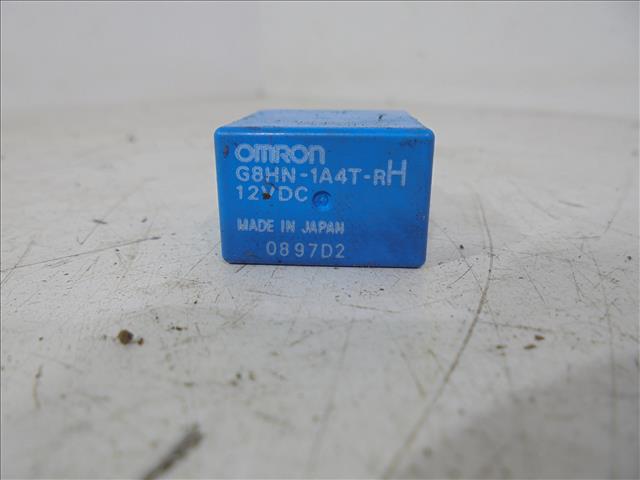 OMRON
G8HN-1A4T-RH
12VDC
MADE IN JAPAN
0897D2